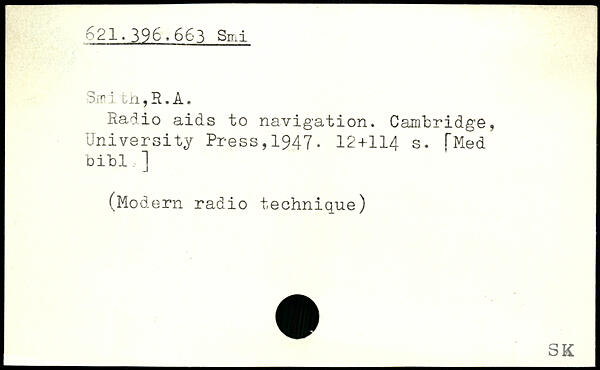 621.396.663 Smi
Smith,R.A.
Radio aids to navigation. Cambridge,
University Press,1947. 12+114 s. [Med
bibl.]
(Modern radio technique)
SK